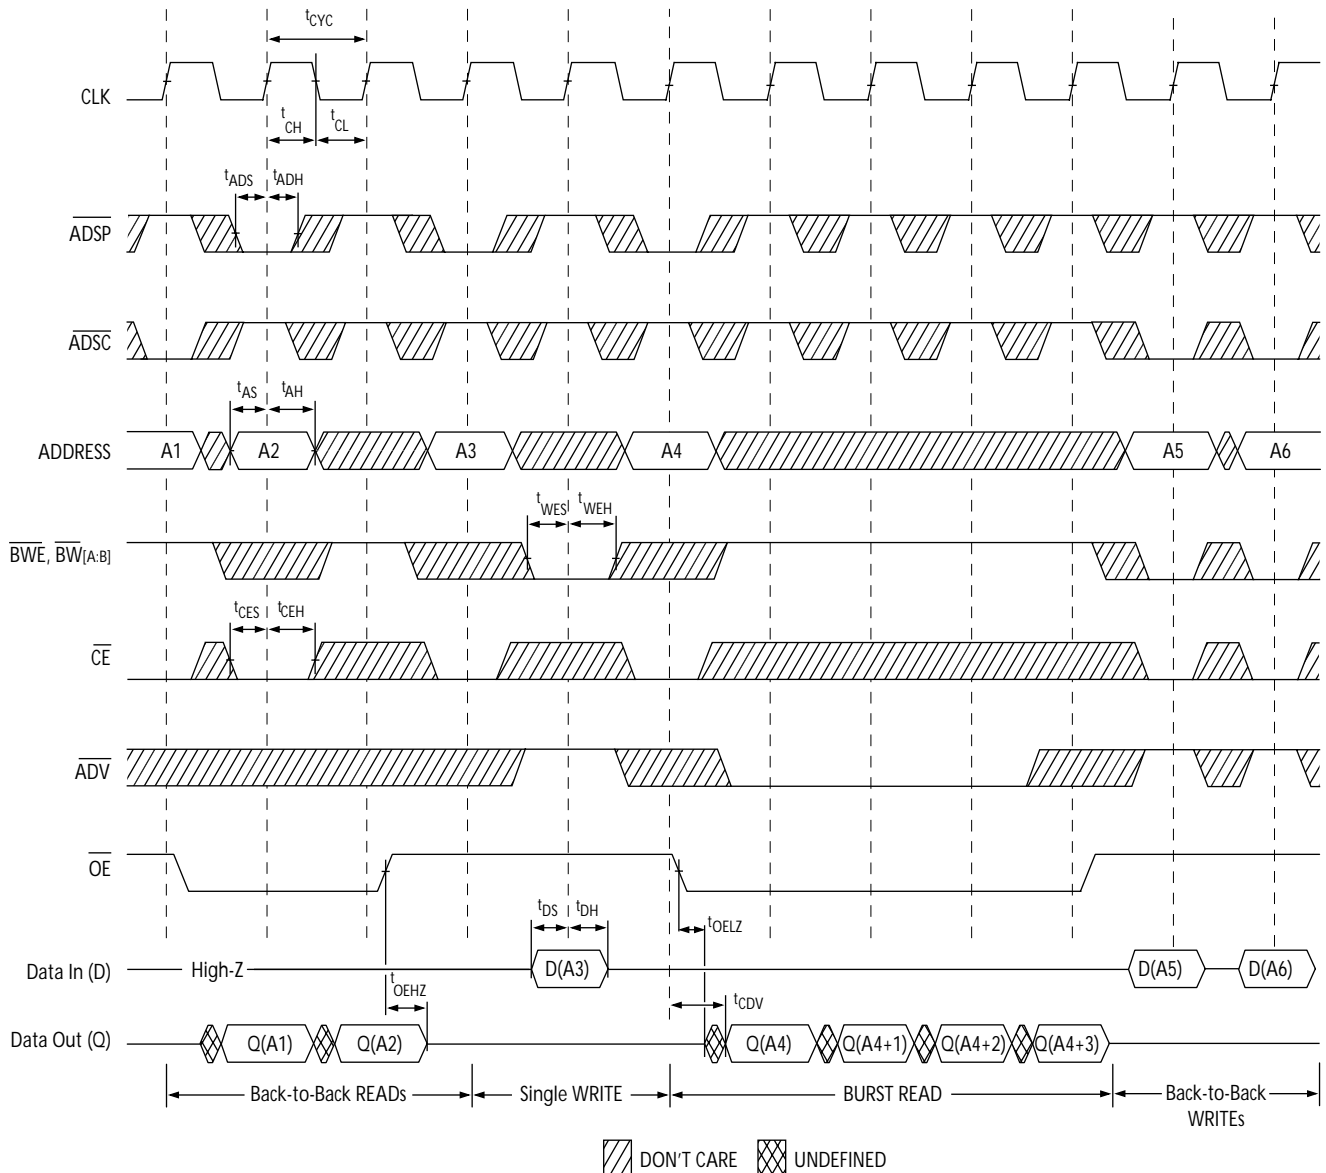 tCYC
CLK
tCH tCL
tADS tADH
ADSP
ADSC
tAS tAH
ADDRESS A1 A2 A3 A4 A5 A6
tWES tWEH
BWE, BW[A:B]
tCES tCEH
CE
ADV
OE
tDS tDH tOELZ
Data In (D) High-Z D(A3) D(A5) D(A6)
tOEHZ tCDV
Data Out (Q) Q(A1) Q(A2) Q(A4) Q(A4+1) Q(A4+2) Q(A4+3)
Back-to-Back READs Single WRITE BURST READ Back-to-Back
WRITEs
DON'T CARE UNDEFINED